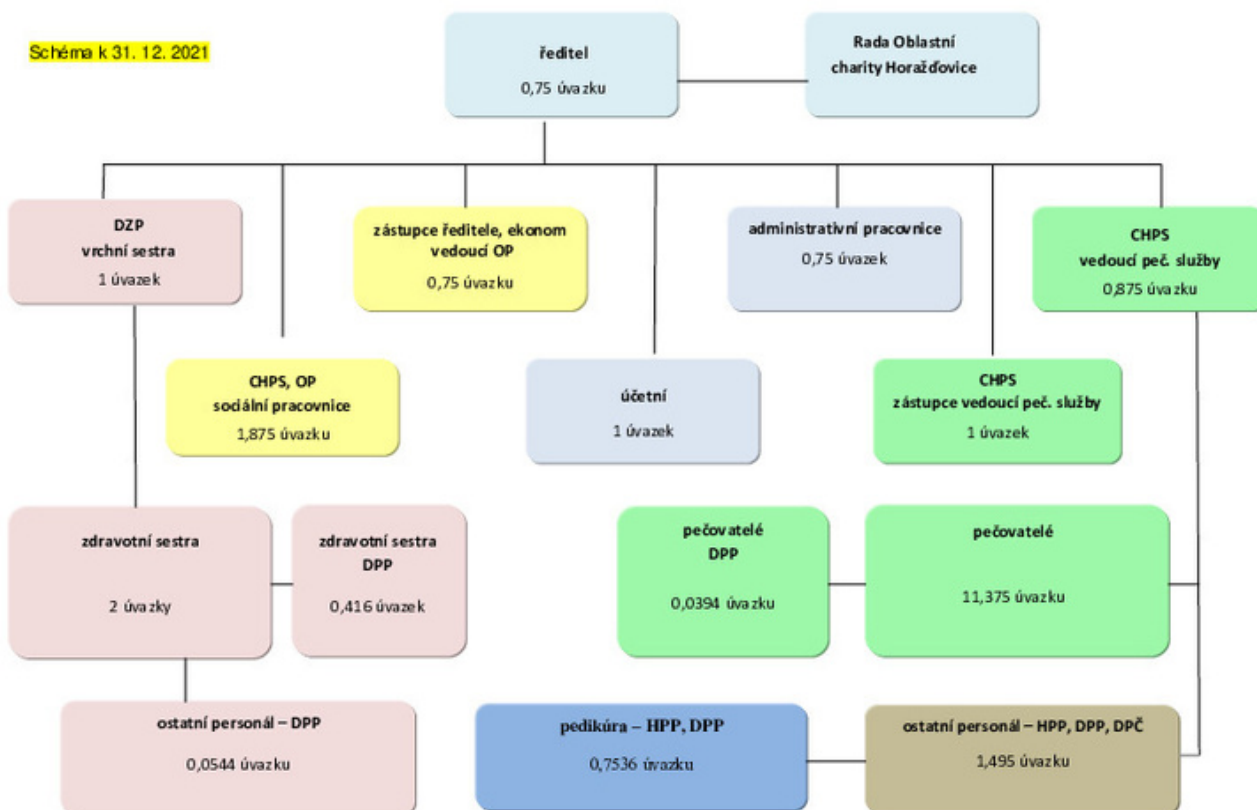 Schéma k 31. 12. 2021
ředitel
0,75 úvazku
Rada Oblastní
charity Horažďovice
DZP
vrchní sestra
1 úvazek
zástupce ředitele, ekonom
vedoucí OP
0,75 úvazku
administrativní pracovnice
0,75 úvazek
CHPS
vedoucí peč. služby
0,875 úvazku
CHPS, OP
sociální pracovnice
1,875 úvazku
účetní
1 úvazek
CHPS
zástupce vedoucí peč. služby
1 úvazek
zdravotní sestra
2 úvazky
zdravotní sestra
DPP
0,416 úvazek
pečovatelé
DPP
0,0394 úvazku
pečovatelé
11,375 úvazku
ostatní personál – DPP
0,0544 úvazku
pedikúra – HPP, DPP
0,7536 úvazku
ostatní personál – HPP, DPP, DPČ
1,495 úvazku